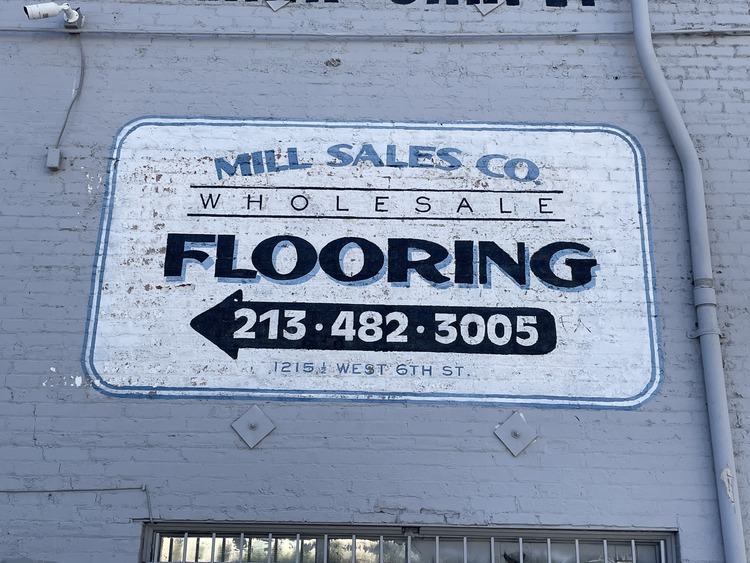 MILL SALES CO.
WHOLESALE
FLOORING
213·482·3005
1215½ WEST 6TH ST.